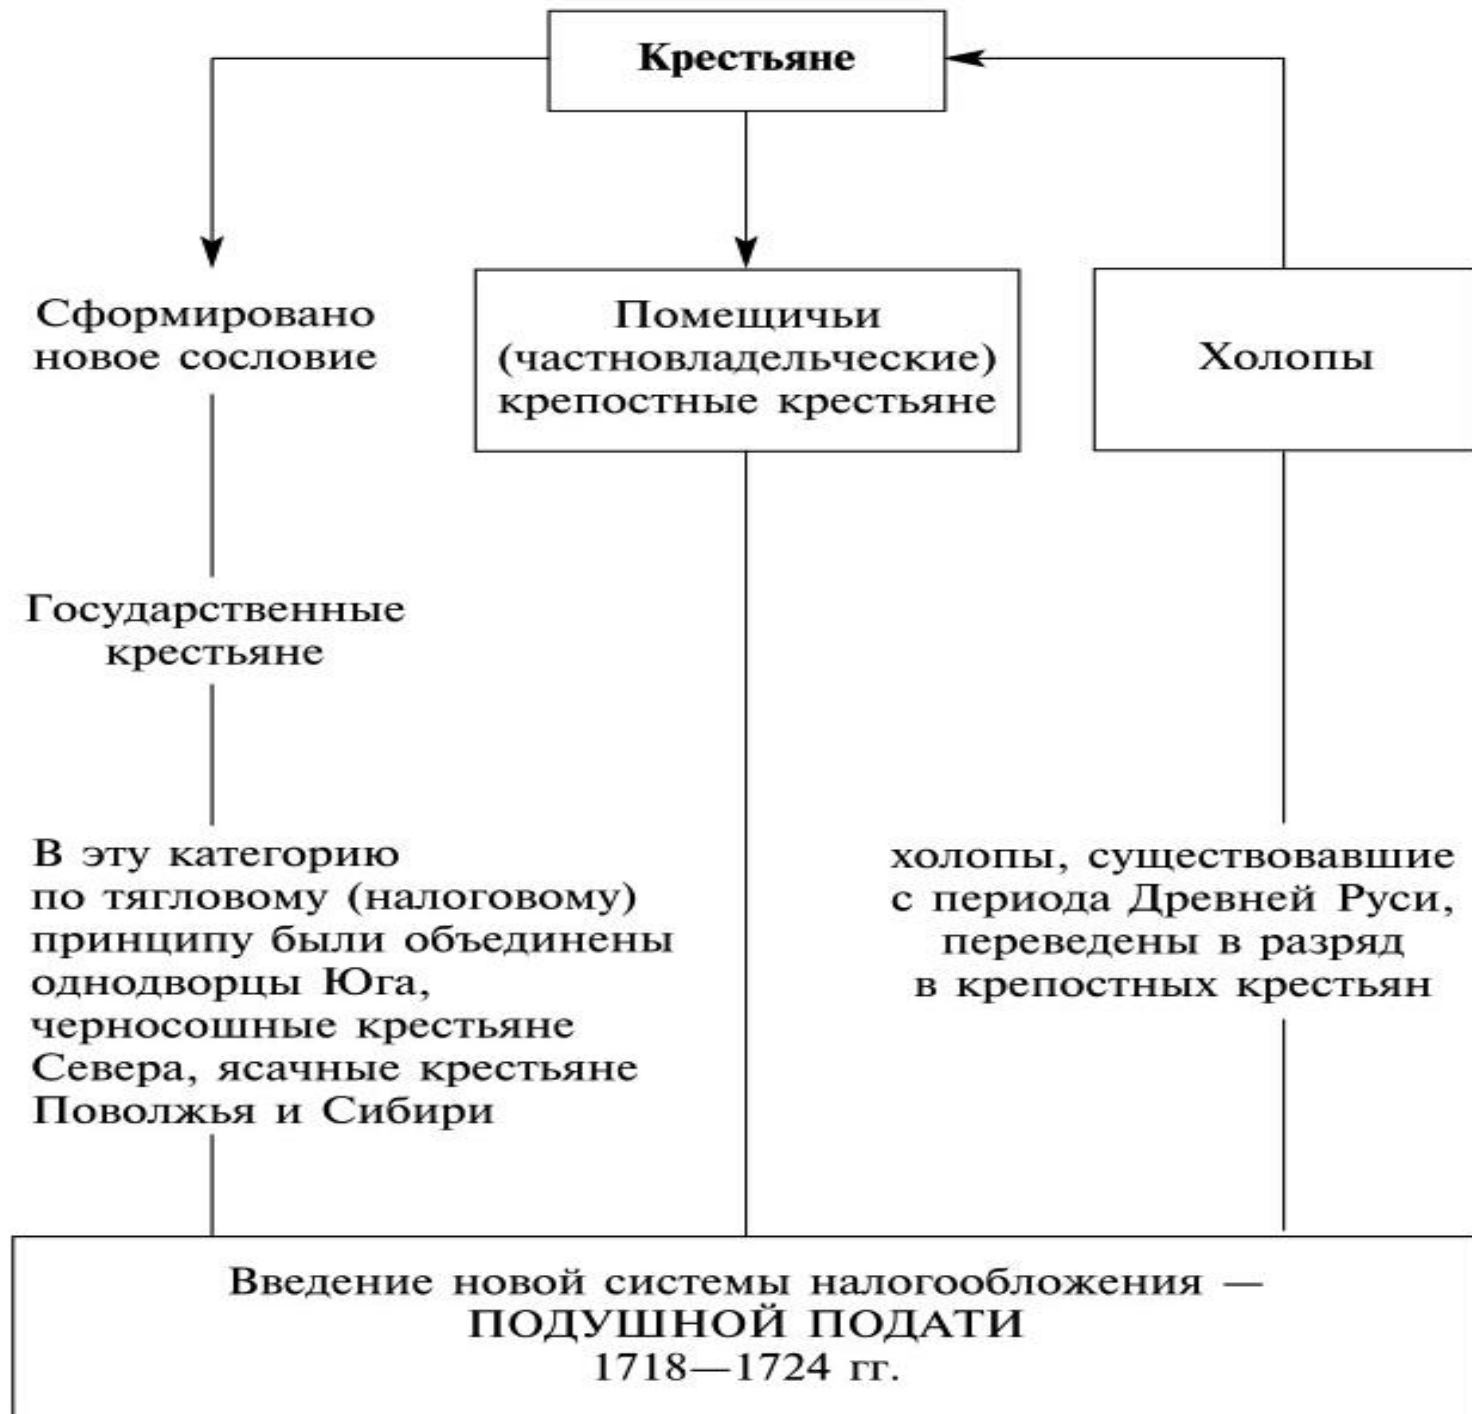 Крестьяне
Сформировано
новое сословие
Помещичьи
(частновладельческие)
крепостные крестьяне
Холопы
Государственные
крестьяне
В эту категорию
по тягловому (налоговому)
принципу были объединены
однодворцы Юга,
черносошные крестьяне
Севера, ясачные крестьяне
Поволжья и Сибири
холопы, существовавшие
с периода Древней Руси,
переведены в разряд
в крепостных крестьян
Введение новой системы налогообложения —
ПОДУШНОЙ ПОДАТИ
1718—1724 гг.